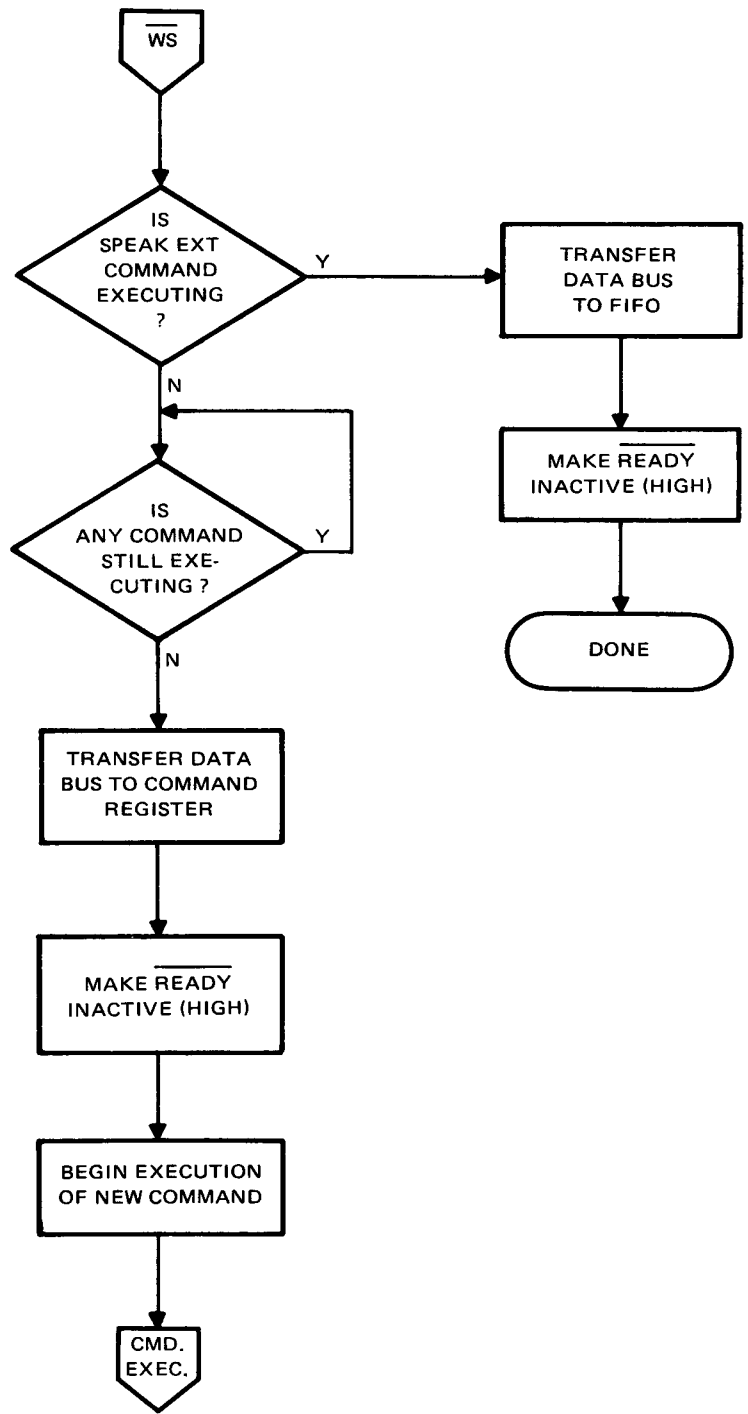 WS
IS
SPEAK EXT
COMMAND
EXECUTING
?
Y
N
TRANSFER
DATA BUS
TO FIFO
MAKE READY
INACTIVE (HIGH)
DONE
IS
ANY COMMAND
STILL EXE-
CUTING ?
Y
N
TRANSFER DATA
BUS TO COMMAND
REGISTER
MAKE READY
INACTIVE (HIGH)
BEGIN EXECUTION
OF NEW COMMAND
CMD.
EXEC.